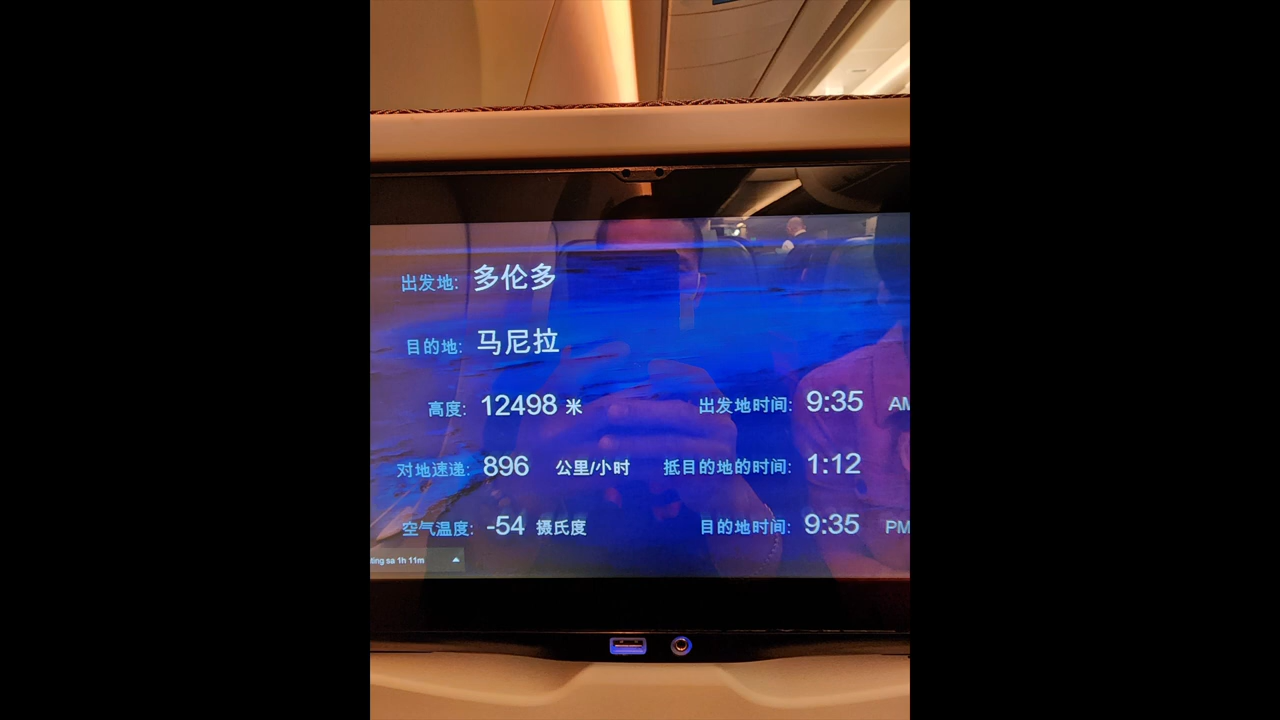 出发地: 多伦多
目的地: 马尼拉
高度: 12498 米
出发地时间: 9:35 AM
对地速递: 896 公里/小时
抵目的地的时间: 1:12
空气温度: -54 摄氏度
目的地时间: 9:35 PM
ting sa 1h 11m